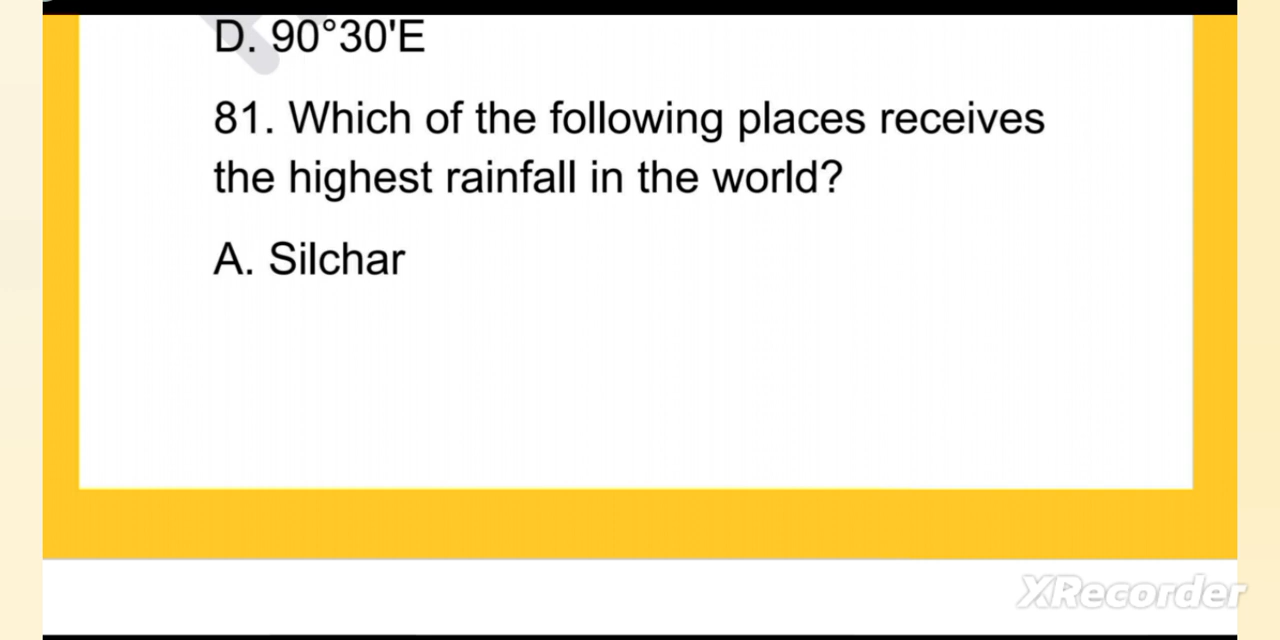 D. 90°30'E
81. Which of the following places receives
the highest rainfall in the world?
A. Silchar
XRecorder